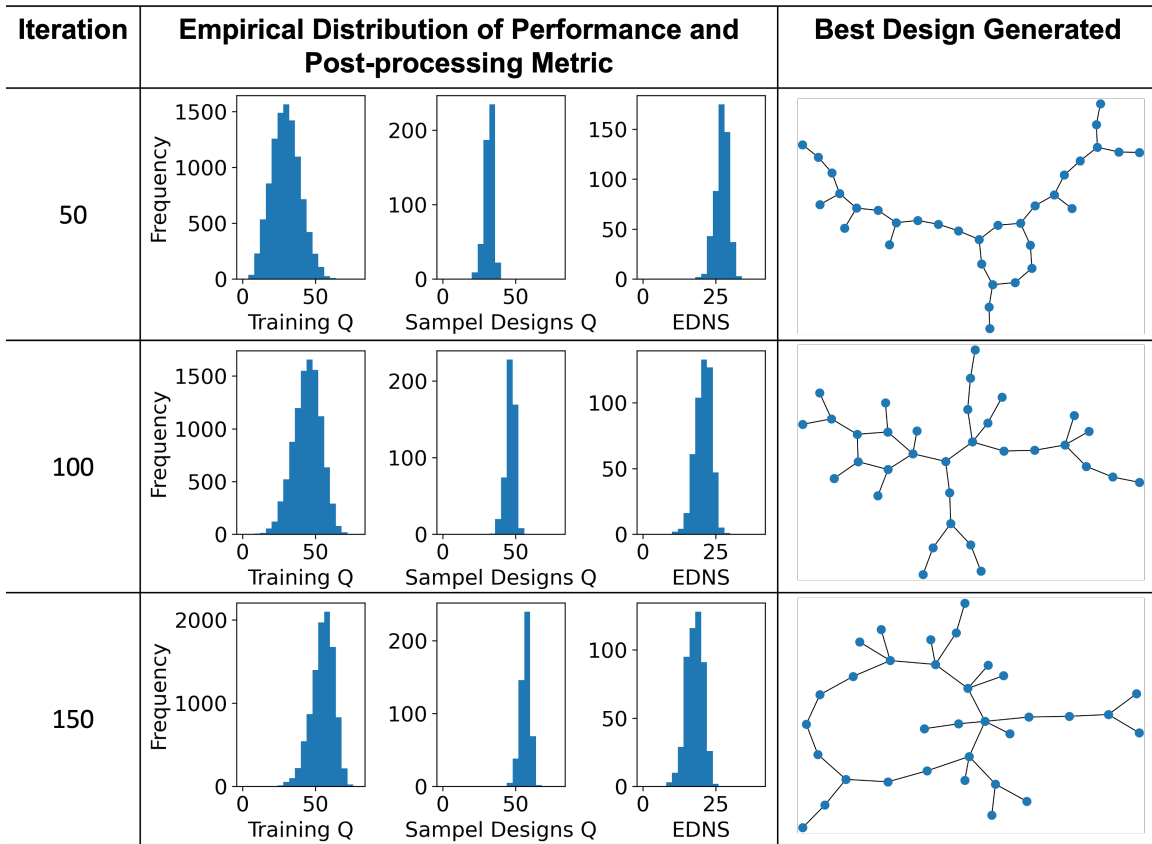 Iteration
Empirical Distribution of Performance and
Post-processing Metric
Best Design Generated
50
Frequency
1500
1000
500
0
0 50
Training Q
200
100
0
0 50
Sampel Designs Q
150
100
50
0
0 25
EDNS
100
Frequency
1500
1000
500
0
0 50
Training Q
200
100
0
0 50
Sampel Designs Q
100
50
0
0 25
EDNS
150
Frequency
2000
1000
0
0 50
Training Q
200
100
0
0 50
Sampel Designs Q
100
50
0
0 25
EDNS